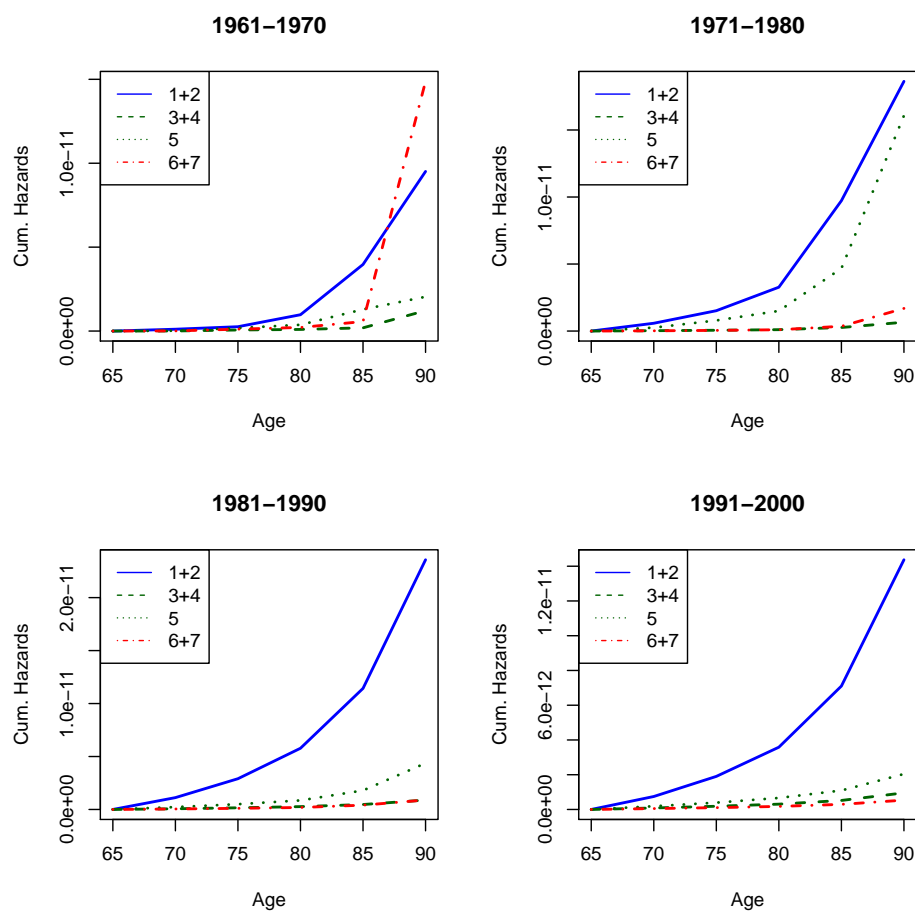 1961−1970
1+2
3+4
5
6+7
Cum. Hazards
0.0e+00
1.0e−11
65 70 75 80 85 90
Age
1971−1980
1+2
3+4
5
6+7
Cum. Hazards
0.0e+00
1.0e−11
65 70 75 80 85 90
Age
1981−1990
1+2
3+4
5
6+7
Cum. Hazards
0.0e+00
1.0e−11
2.0e−11
65 70 75 80 85 90
Age
1991−2000
1+2
3+4
5
6+7
Cum. Hazards
0.0e+00
6.0e−12
1.2e−11
65 70 75 80 85 90
Age